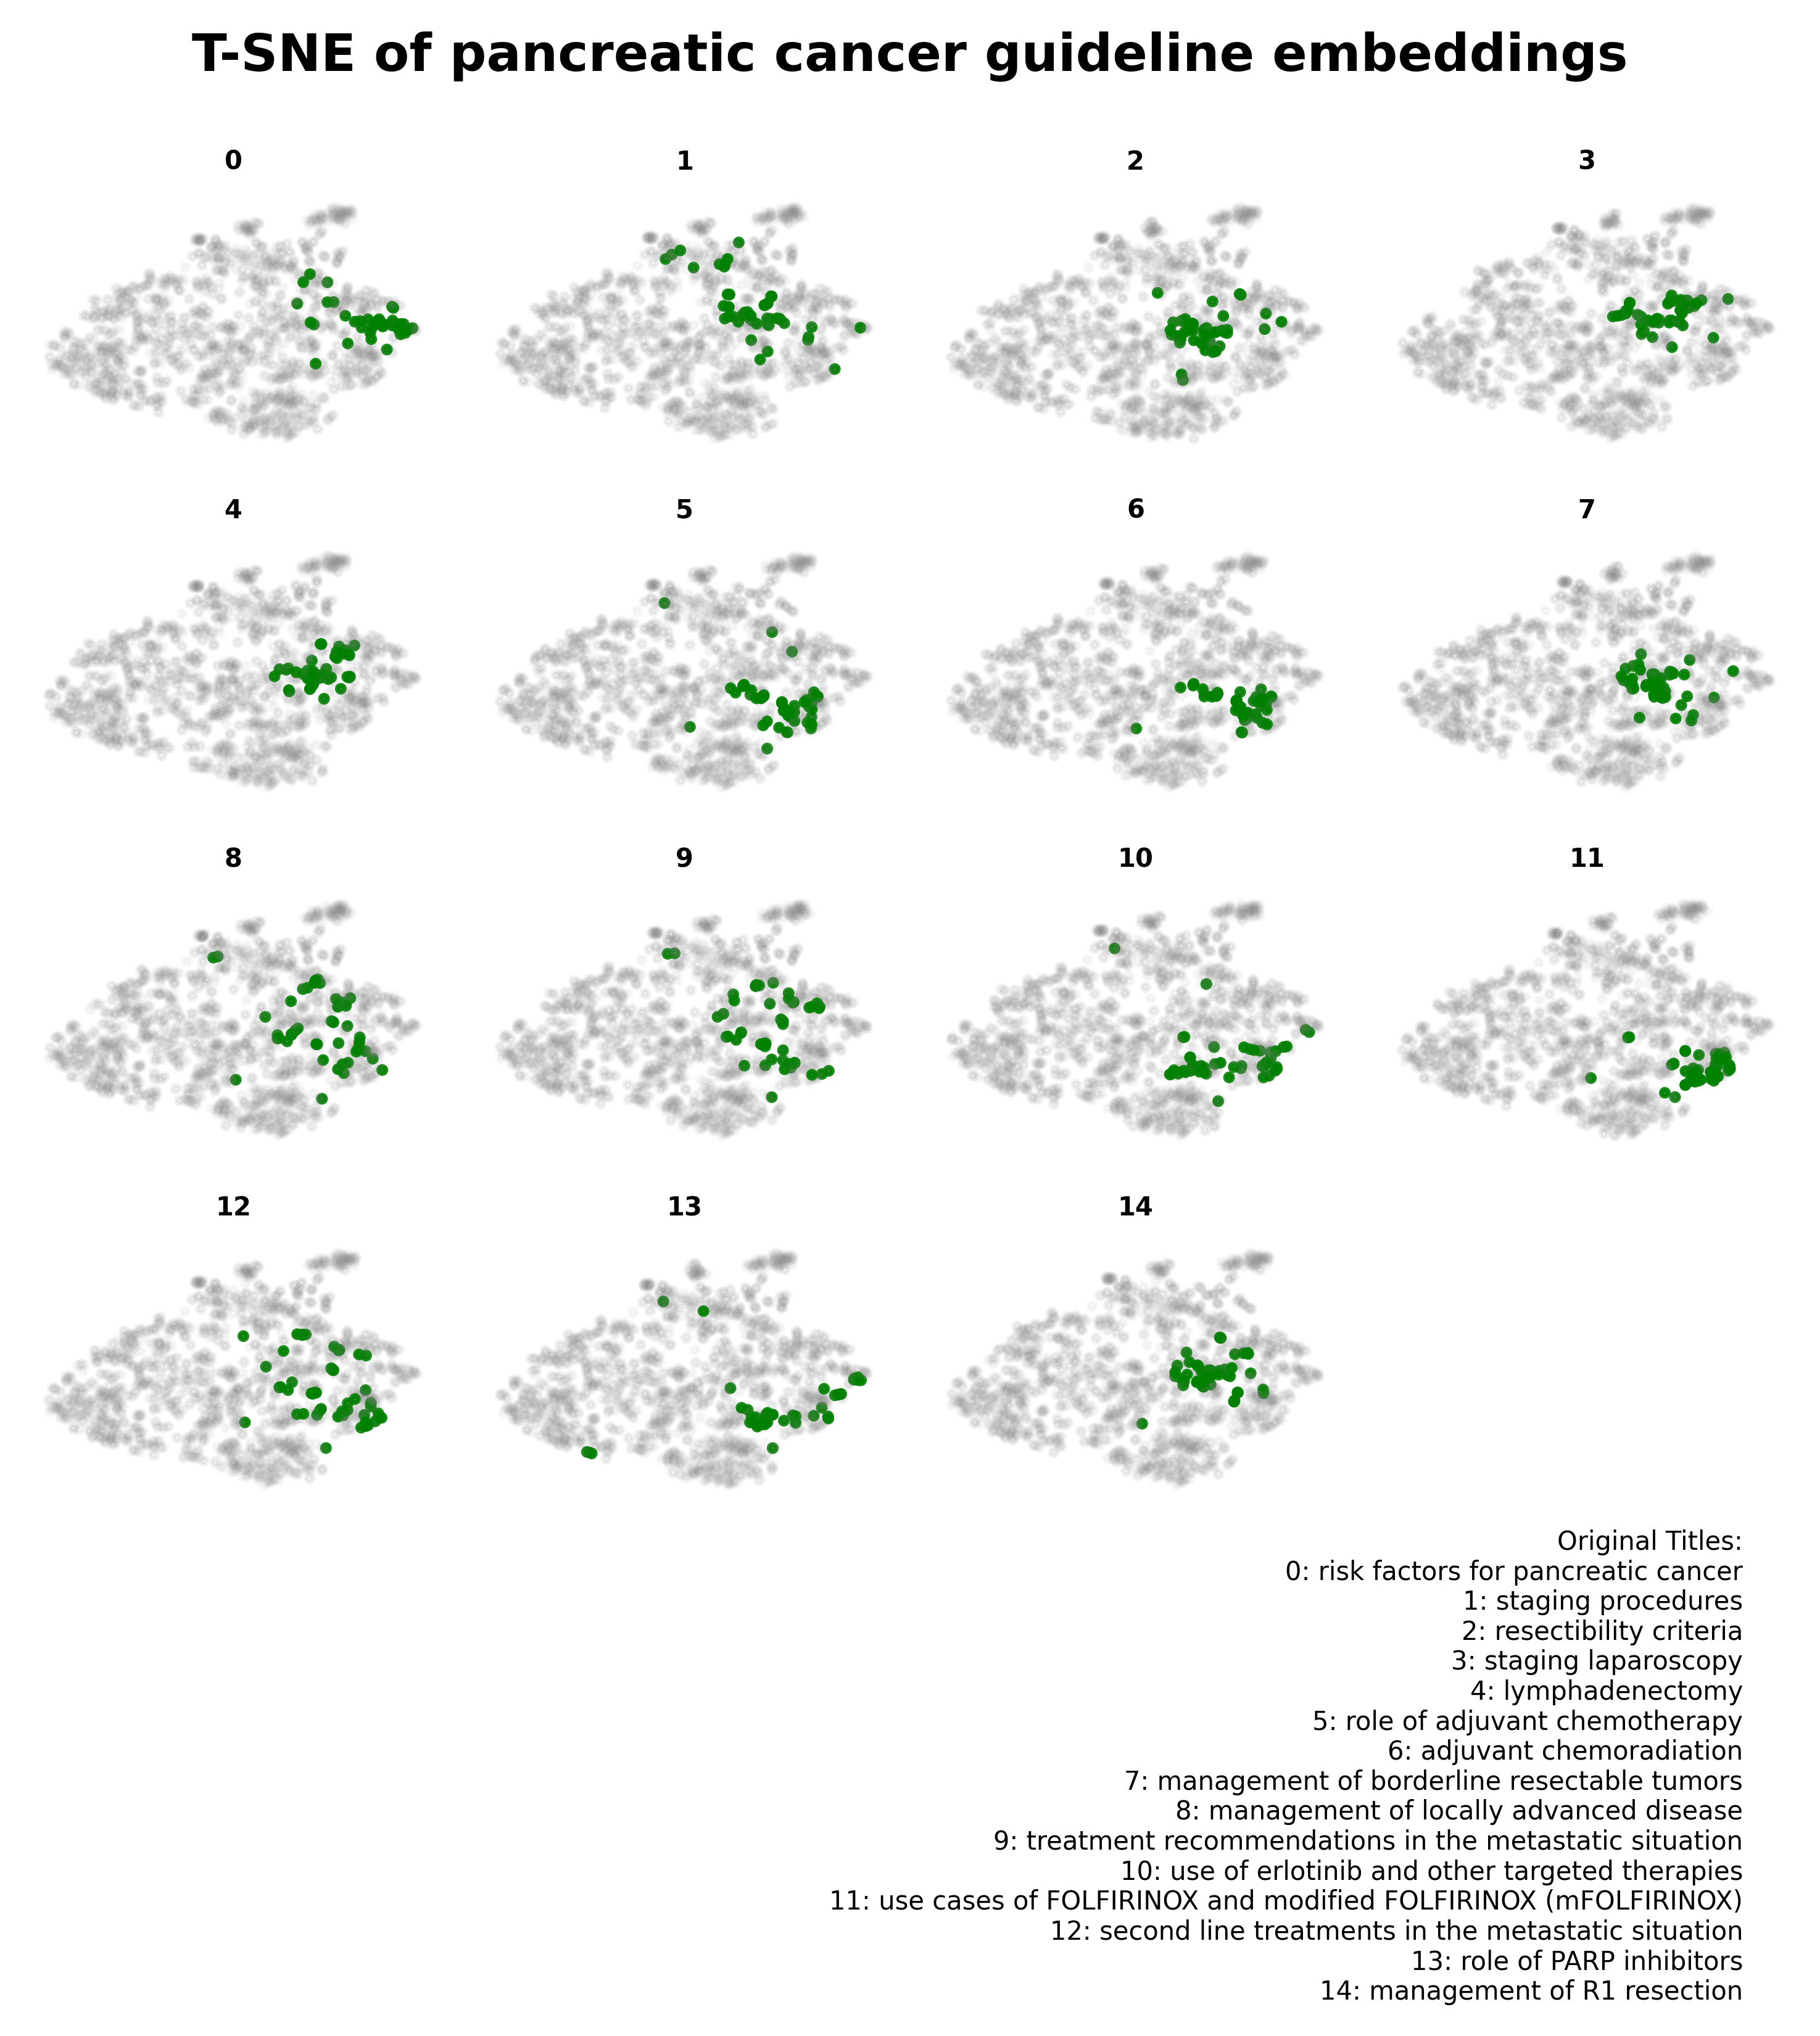 T-SNE of pancreatic cancer guideline embeddings
0 1 2 3
4 5 6 7
8 9 10 11
12 13 14
Original Titles:
0: risk factors for pancreatic cancer
1: staging procedures
2: resectibility criteria
3: staging laparoscopy
4: lymphadenectomy
5: role of adjuvant chemotherapy
6: adjuvant chemoradiation
7: management of borderline resectable tumors
8: management of locally advanced disease
9: treatment recommendations in the metastatic situation
10: use of erlotinib and other targeted therapies
11: use cases of FOLFIRINOX and modified FOLFIRINOX (mFOLFIRINOX)
12: second line treatments in the metastatic situation
13: role of PARP inhibitors
14: management of R1 resection